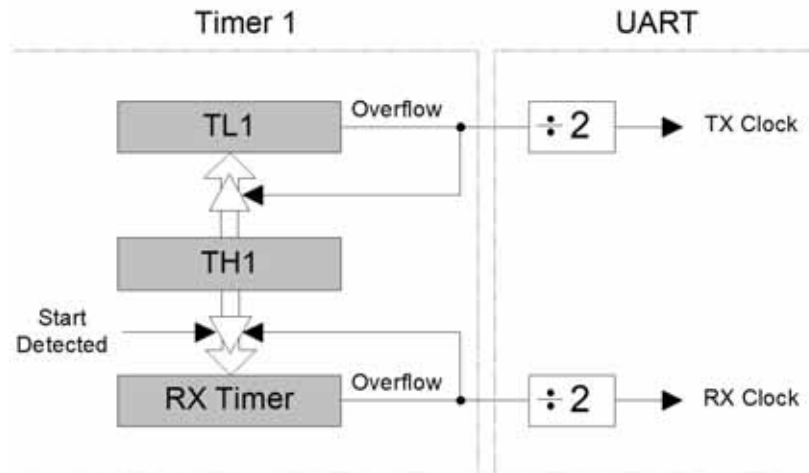 Timer 1
UART
TL1
Overflow
÷ 2
TX Clock
TH1
Start
Detected
RX Timer
Overflow
÷ 2
RX Clock